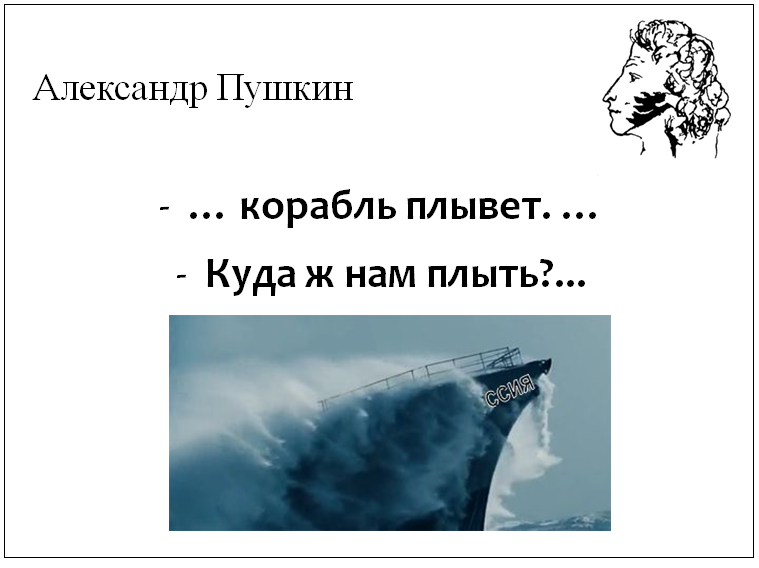 Александр Пушкин
- … корабль плывет. …
- Куда ж нам плыть?...
ССИЯ